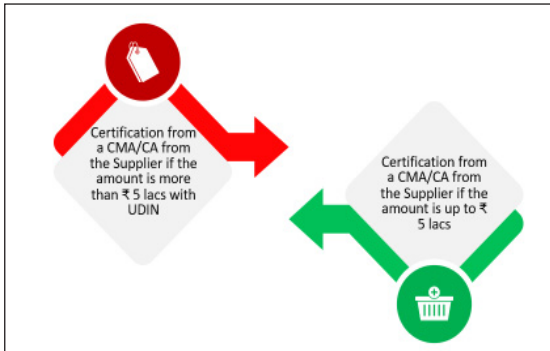 Certification from
a CMA/CA from
the Supplier if the
amount is more
than ₹ 5 lacs with
UDIN
Certification from
a CMA/CA from
the Supplier if the
amount is up to ₹
5 lacs